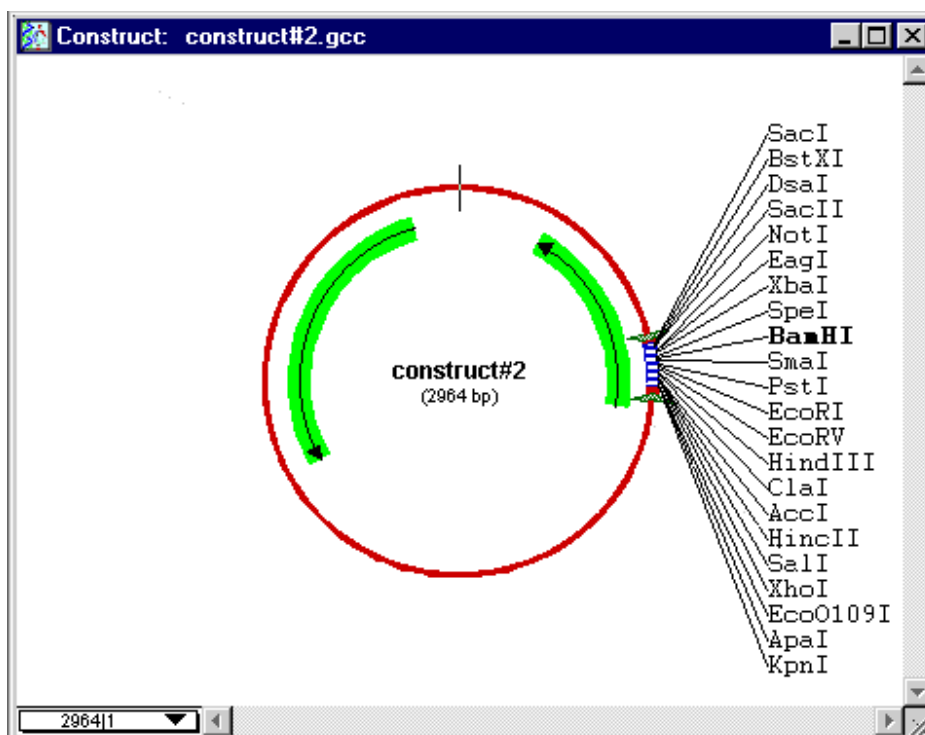 Construct: construct#2.gcc
SacI
BstXI
DsaI
SacII
NotI
EagI
XbaI
SpeI
BamHI
SmaI
PstI
EcoRI
EcoRV
HindIII
ClaI
AccI
HincII
SalI
XhoI
EcoO109I
ApaI
KpnI
construct#2
(2964 bp)
2964|1